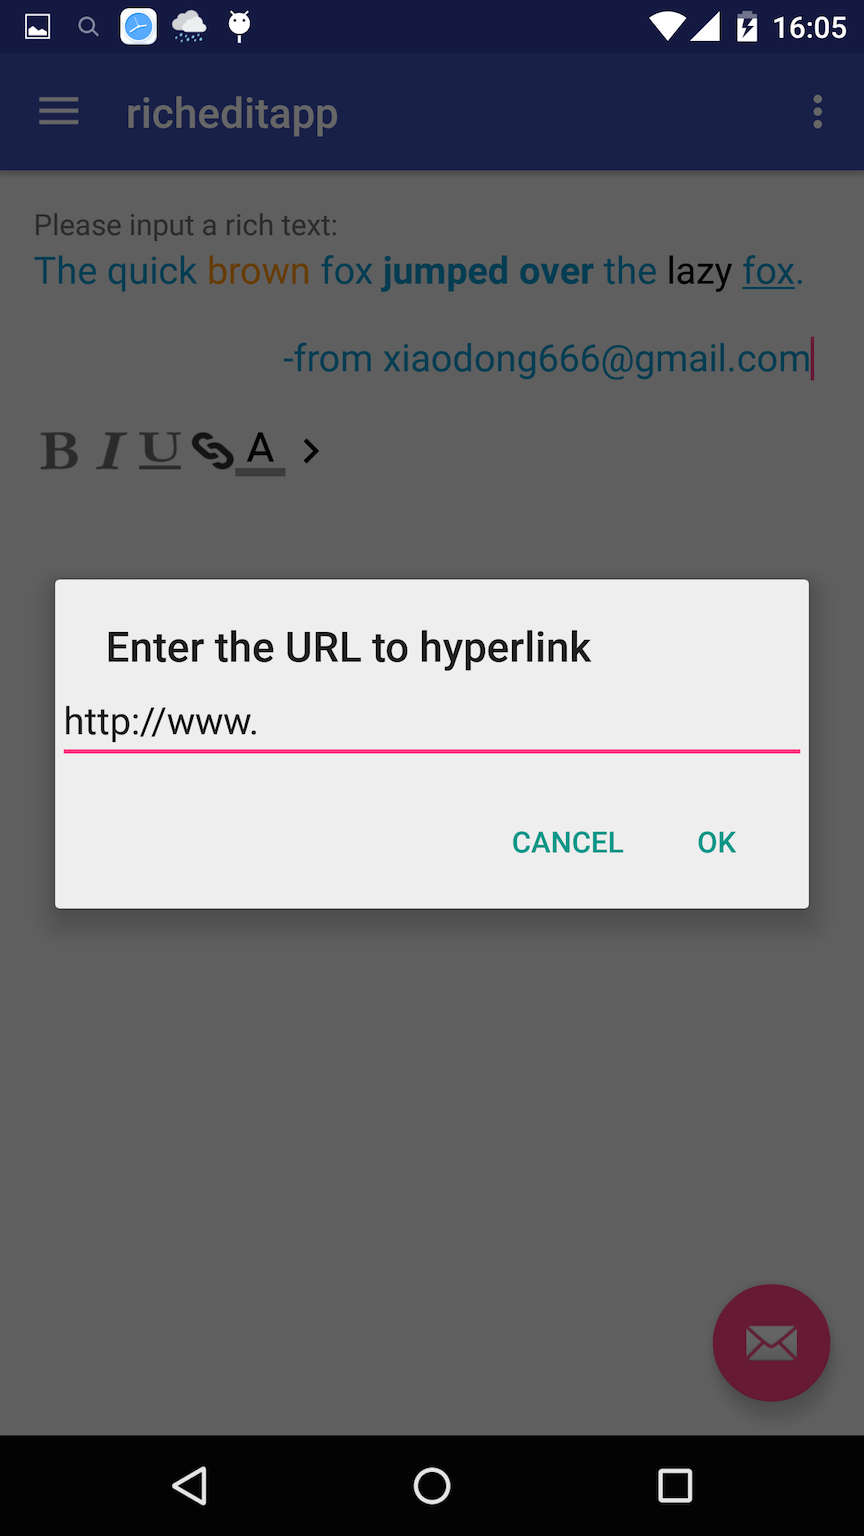 16:05
richeditapp
Please input a rich text:
The quick brown fox jumped over the lazy fox.
-from xiaodong666@gmail.com
B I U A
Enter the URL to hyperlink
http://www.
CANCEL OK